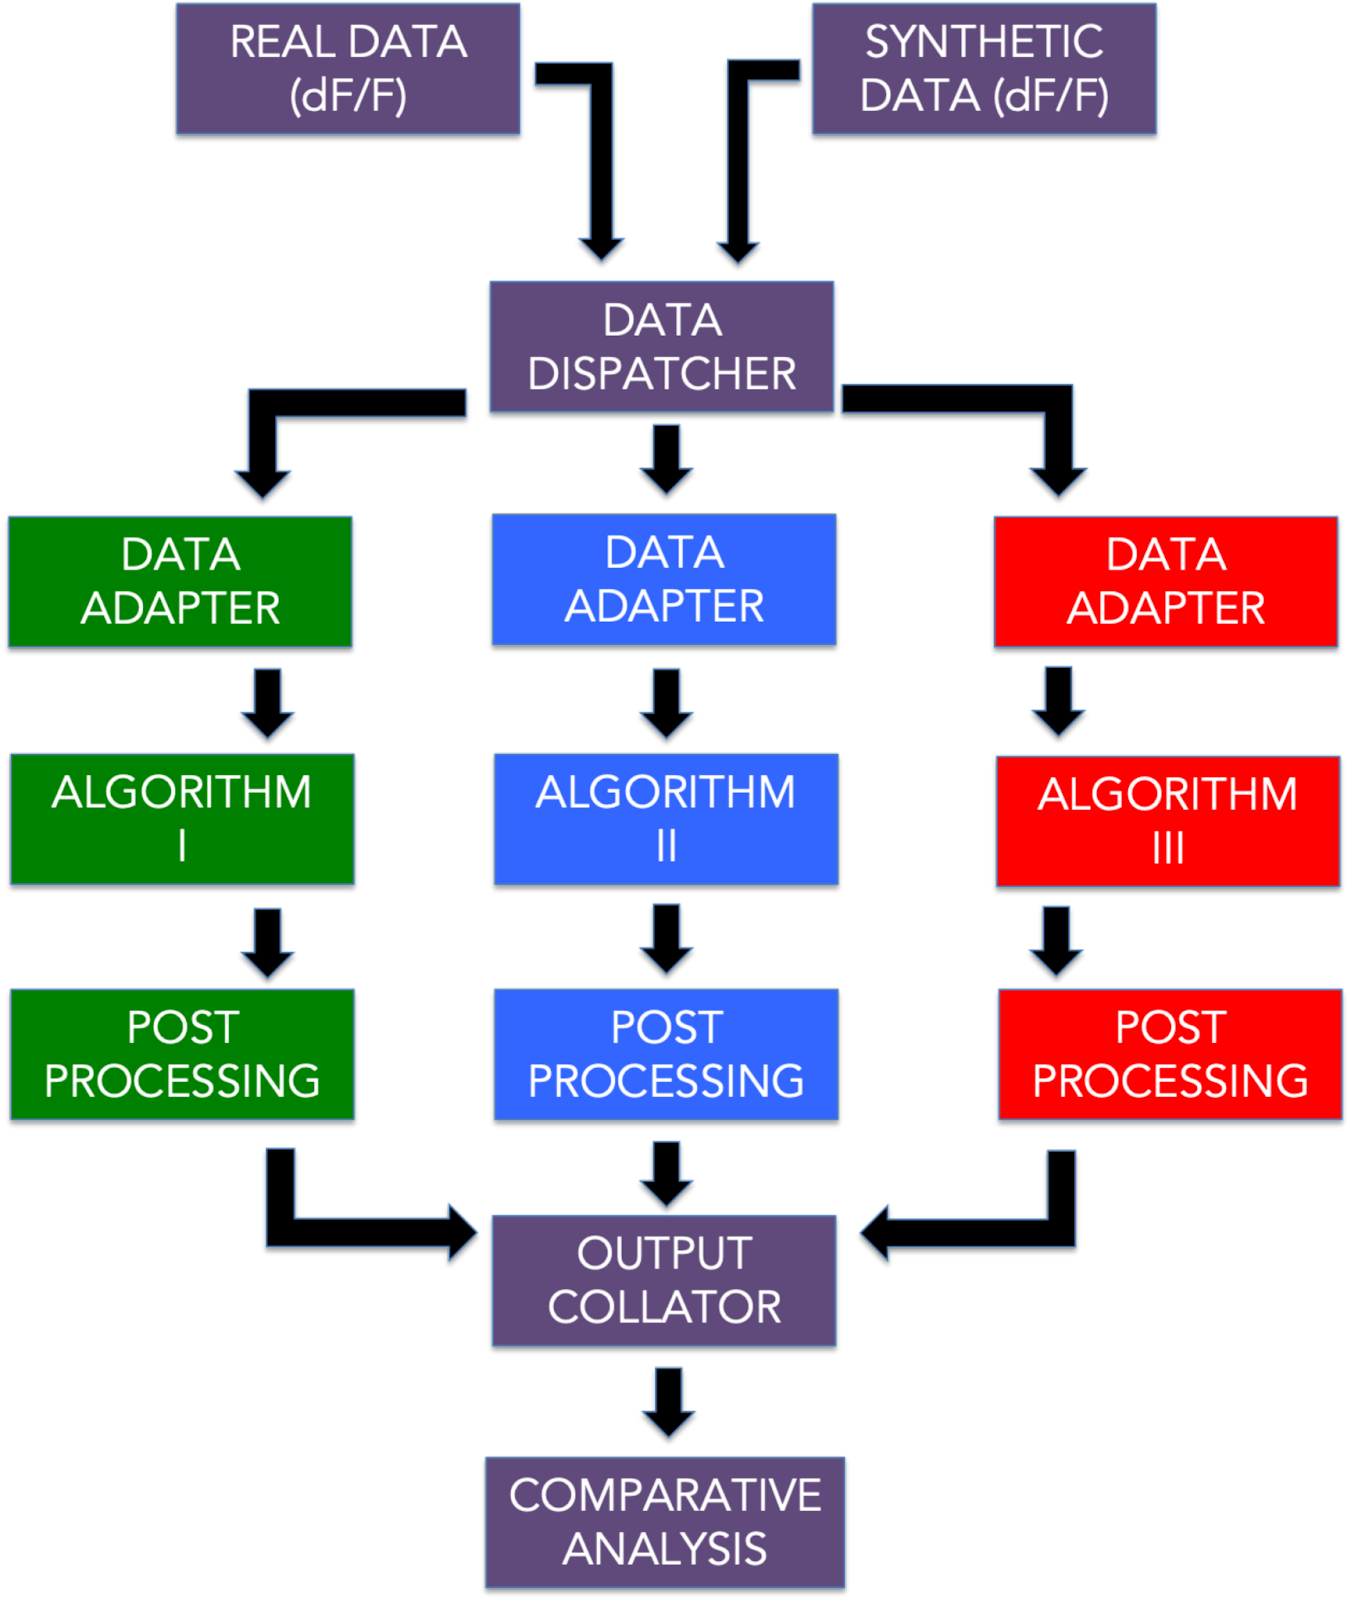 REAL DATA
(dF/F)
SYNTHETIC
DATA (dF/F)
DATA
DISPATCHER
DATA
ADAPTER
DATA
ADAPTER
DATA
ADAPTER
ALGORITHM
I
ALGORITHM
II
ALGORITHM
III
POST
PROCESSING
POST
PROCESSING
POST
PROCESSING
OUTPUT
COLLATOR
COMPARATIVE
ANALYSIS